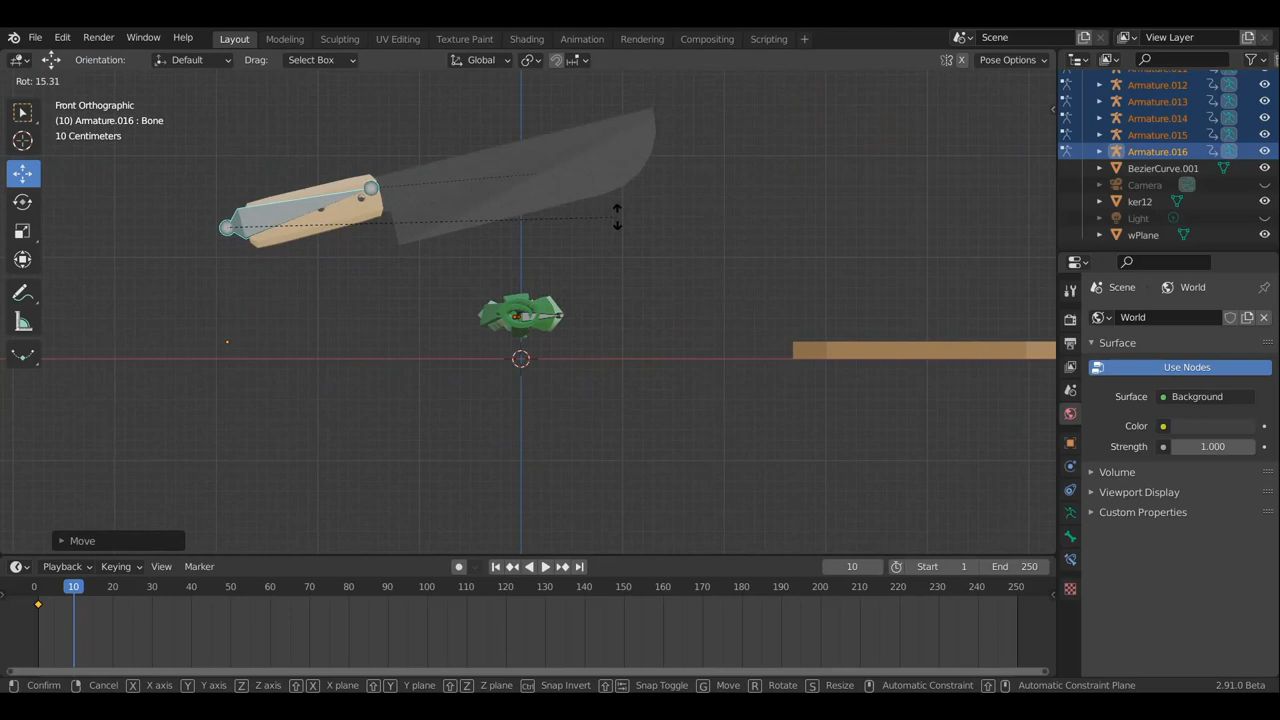 File Edit Render Window Help Layout Modeling Sculpting UV Editing Texture Paint Shading Animation Rendering Compositing Scripting + Scene View Layer
Orientation: Default Drag: Select Box Global X Pose Options
Rot: 15.31
Front Orthographic
(10) Armature.016 : Bone
10 Centimeters
Armature.012
Armature.013
Armature.014
Armature.015
Armature.016
BezierCurve.001
Camera
ker12
Light
wPlane
Scene > World
World
Surface
Use Nodes
Surface Background
Color
Strength 1.000
Volume
Viewport Display
Custom Properties
Move
Playback Keying View Marker 10 Start 1 End 250
0 10 20 30 40 50 60 70 80 90 100 110 120 130 140 150 160 170 180 190 200 210 220 230 240 250
Confirm Cancel X X axis Y Y axis Z Z axis X X plane Y Y plane Z Z plane Ctrl Snap Invert Snap Toggle G Move R Rotate S Resize Automatic Constraint Automatic Constraint Plane 2.91.0 Beta